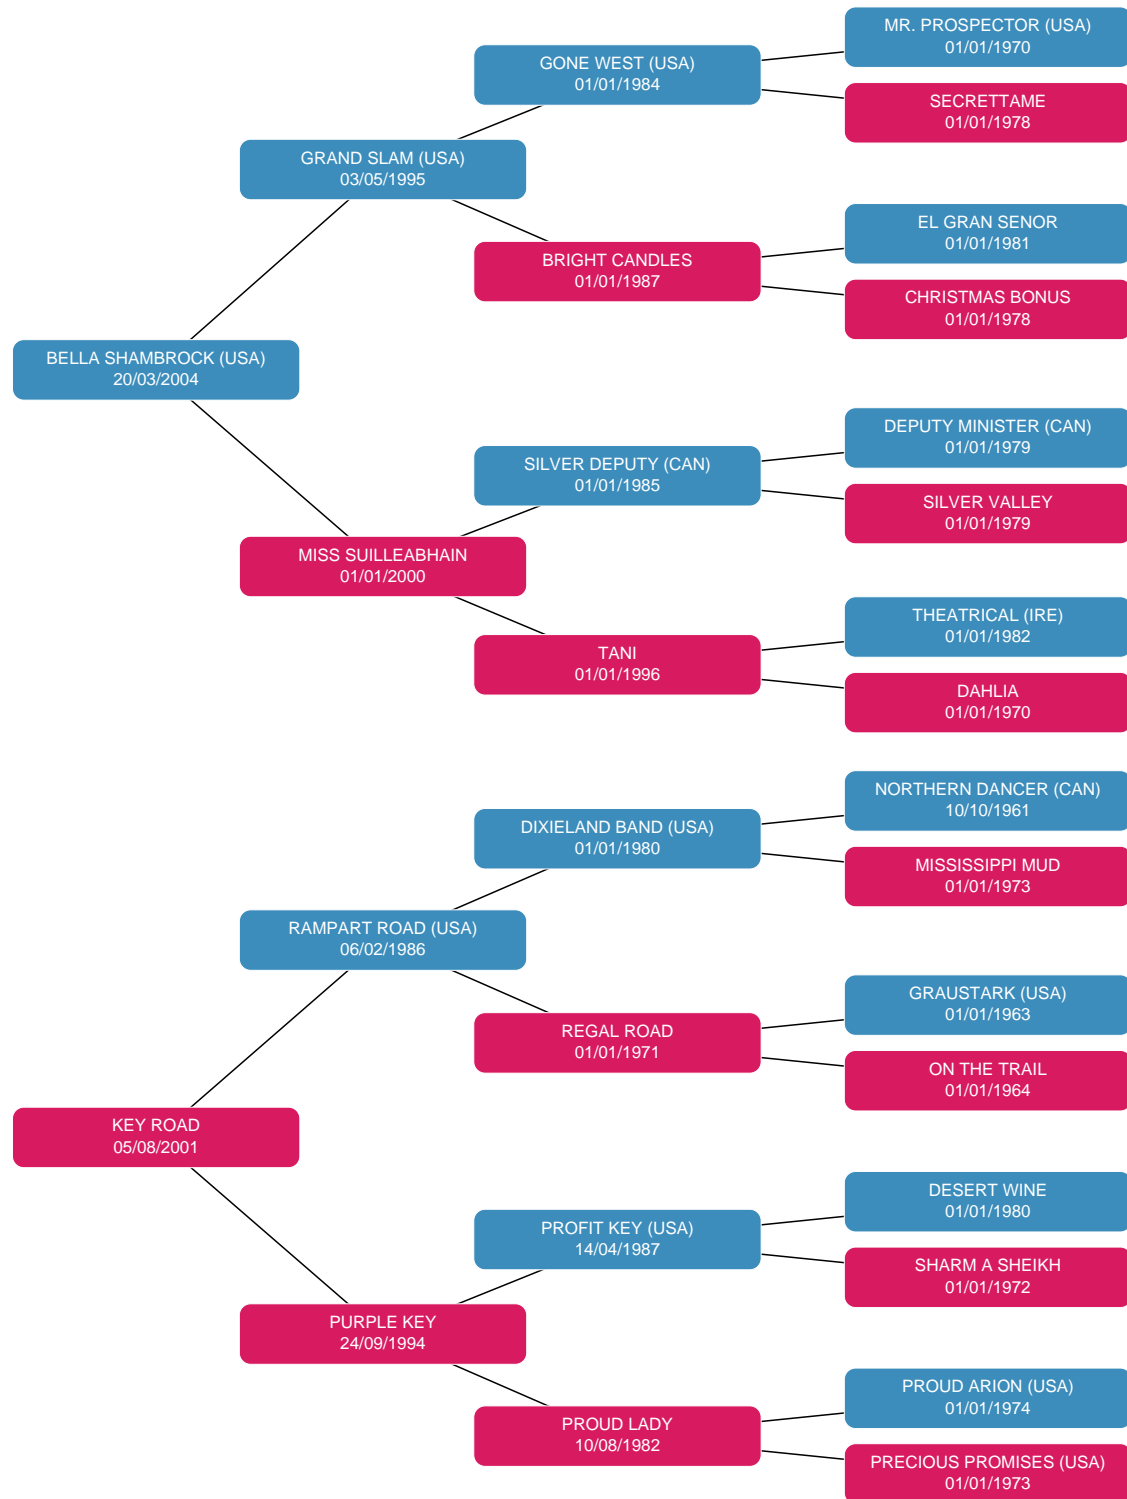 MR. PROSPECTOR (USA)
01/01/1970
GONE WEST (USA)
01/01/1984
SECRETTAME
01/01/1978
GRAND SLAM (USA)
03/05/1995
EL GRAN SENOR
01/01/1981
BRIGHT CANDLES
01/01/1987
CHRISTMAS BONUS
01/01/1978
BELLA SHAMBROCK (USA)
20/03/2004
DEPUTY MINISTER (CAN)
01/01/1979
SILVER DEPUTY (CAN)
01/01/1985
SILVER VALLEY
01/01/1979
MISS SUILLEABHAIN
01/01/2000
THEATRICAL (IRE)
01/01/1982
TANI
01/01/1996
DAHLIA
01/01/1970
NORTHERN DANCER (CAN)
10/10/1961
DIXIELAND BAND (USA)
01/01/1980
MISSISSIPPI MUD
01/01/1973
RAMPART ROAD (USA)
06/02/1986
GRAUSTARK (USA)
01/01/1963
REGAL ROAD
01/01/1971
ON THE TRAIL
01/01/1964
KEY ROAD
05/08/2001
DESERT WINE
01/01/1980
PROFIT KEY (USA)
14/04/1987
SHARM A SHEIKH
01/01/1972
PURPLE KEY
24/09/1994
PROUD ARION (USA)
01/01/1974
PROUD LADY
10/08/1982
PRECIOUS PROMISES (USA)
01/01/1973